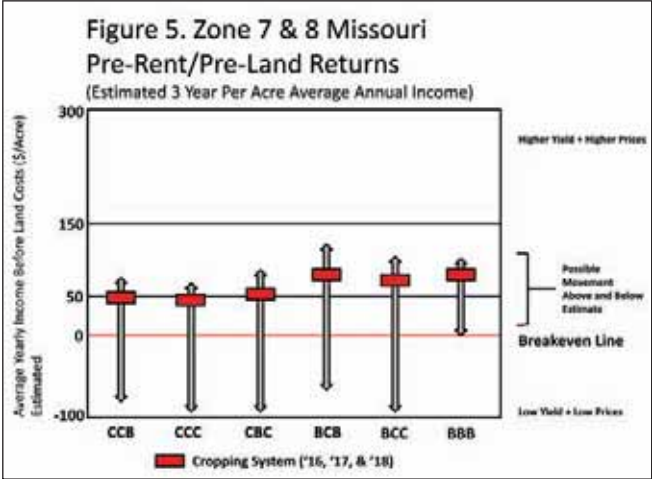 Figure 5. Zone 7 & 8 Missouri
Pre-Rent/Pre-Land Returns
(Estimated 3 Year Per Acre Average Annual Income)
Average Yearly Income Before Land Costs ($/Acre)
Estimated
300
150
50
0
-100
Higher Yield + Higher Prices
Possible
Movement
Above and Below
Estimate
Breakeven Line
Low Yield + Low Prices
CCB CCC CBC BCB BCC BBB
Cropping System ('16, '17, & '18)